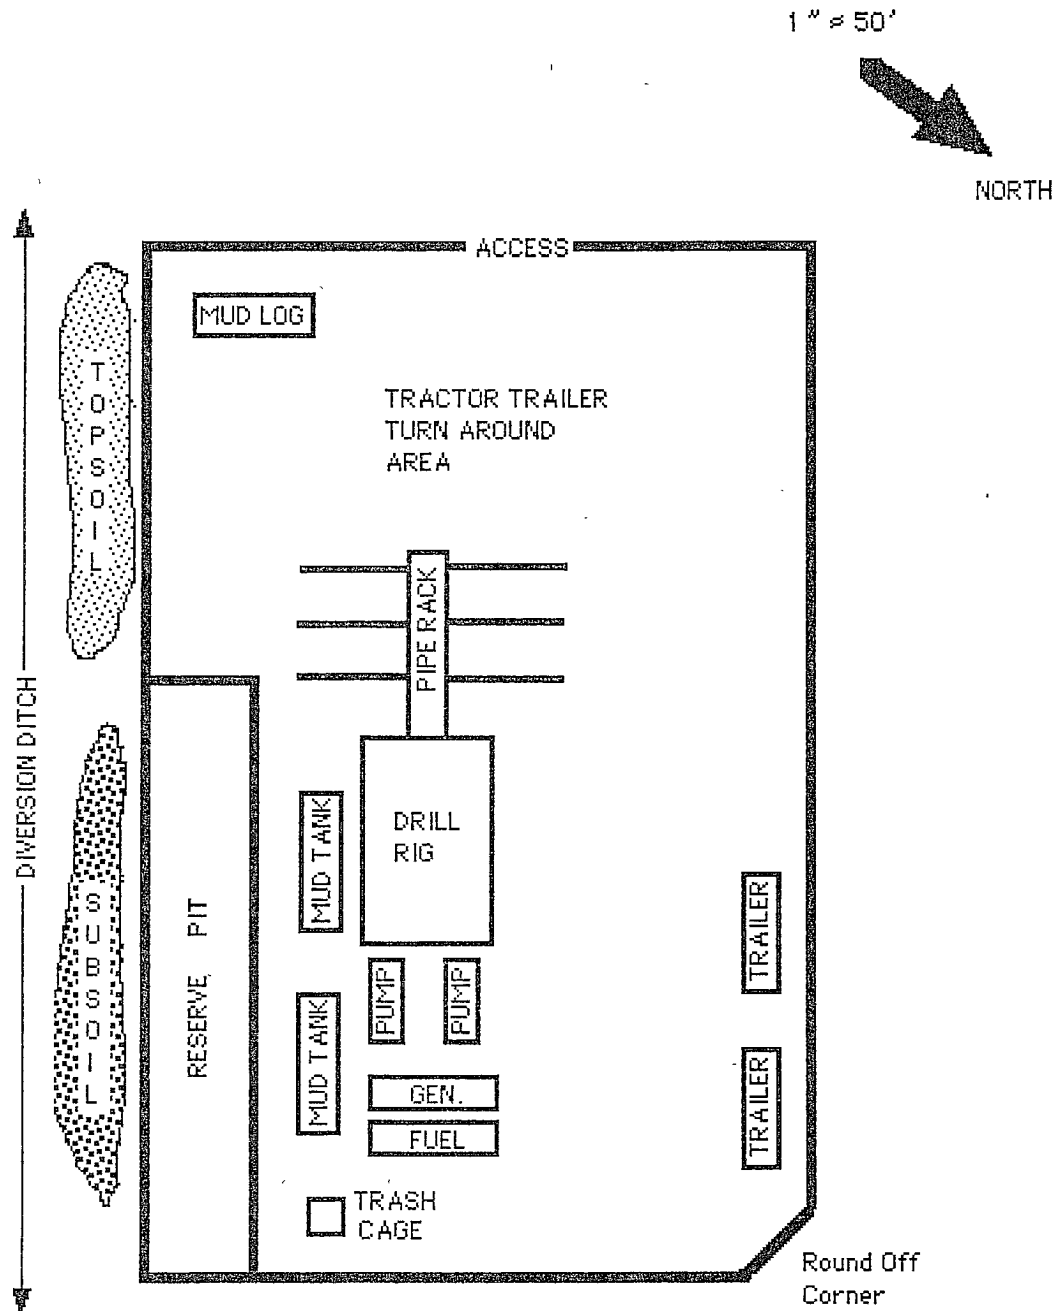 1" ≈ 50'
NORTH
ACCESS
MUD LOG
TRACTOR TRAILER
TURN AROUND
AREA
TOPSOIL
PIPE RACK
DIVERSION DITCH
SUBSOIL
RESERVE PIT
MUD TANK
DRILL
RIG
TRAILER
PUMP
PUMP
MUD TANK
GEN.
FUEL
TRAILER
TRASH
CAGE
Round Off
Corner